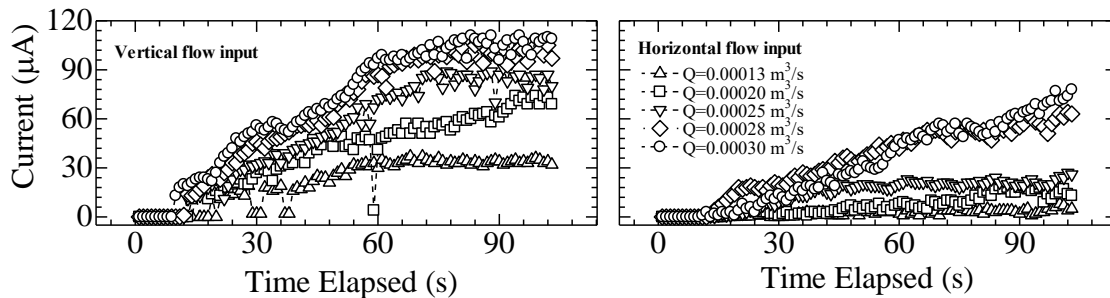 120
90
60
30
0
Current (µA)
Vertical flow input
0 30 60 90
Time Elapsed (s)
Horizontal flow input
Q=0.00013 m³/s
Q=0.00020 m³/s
Q=0.00025 m³/s
Q=0.00028 m³/s
Q=0.00030 m³/s
0 30 60 90
Time Elapsed (s)